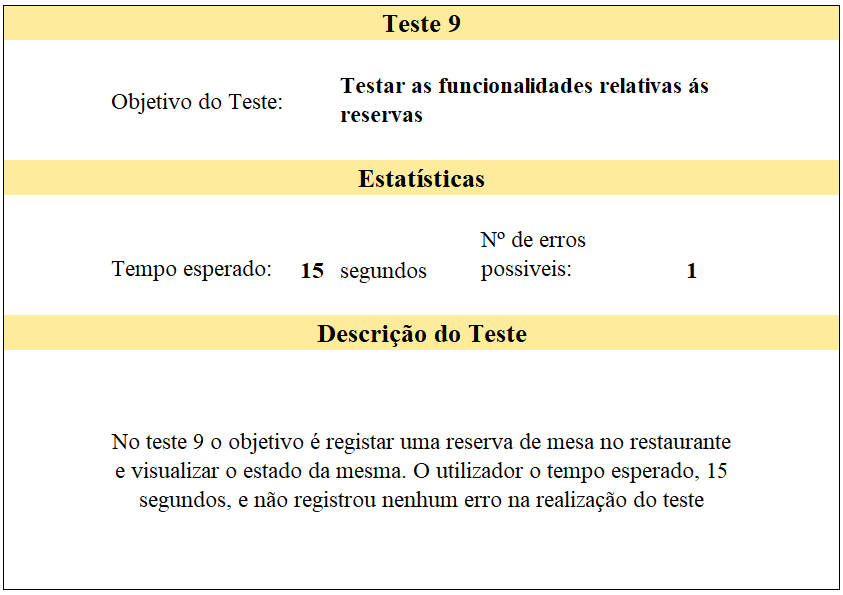 Teste 9
Objetivo do Teste:
Testar as funcionalidades relativas ás
reservas
Estatísticas
Tempo esperado: 15 segundos
Nº de erros
possiveis: 1
Descrição do Teste
No teste 9 o objetivo é registar uma reserva de mesa no restaurante
e visualizar o estado da mesma. O utilizador o tempo esperado, 15
segundos, e não registrou nenhum erro na realização do teste